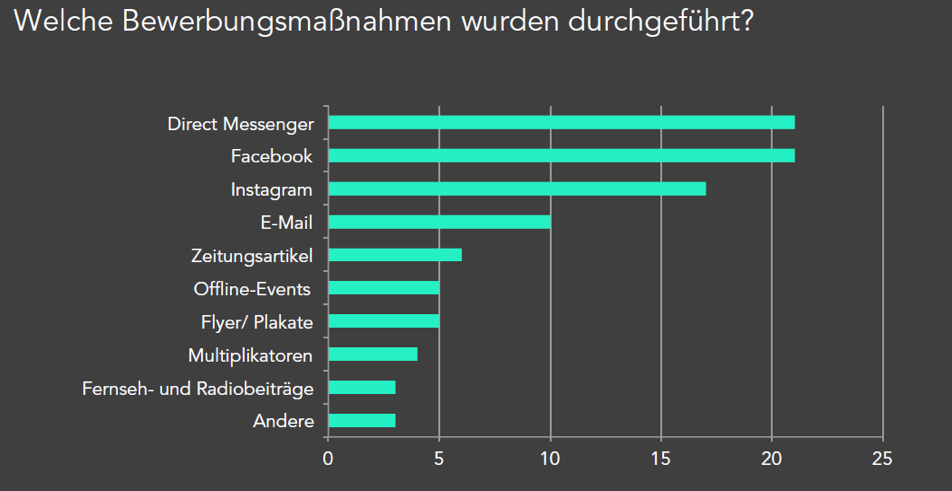 Welche Bewerbungsmaßnahmen wurden durchgeführt?
Direct Messenger
Facebook
Instagram
E-Mail
Zeitungsartikel
Offline-Events
Flyer/ Plakate
Multiplikatoren
Fernseh- und Radiobeiträge
Andere
0 5 10 15 20 25